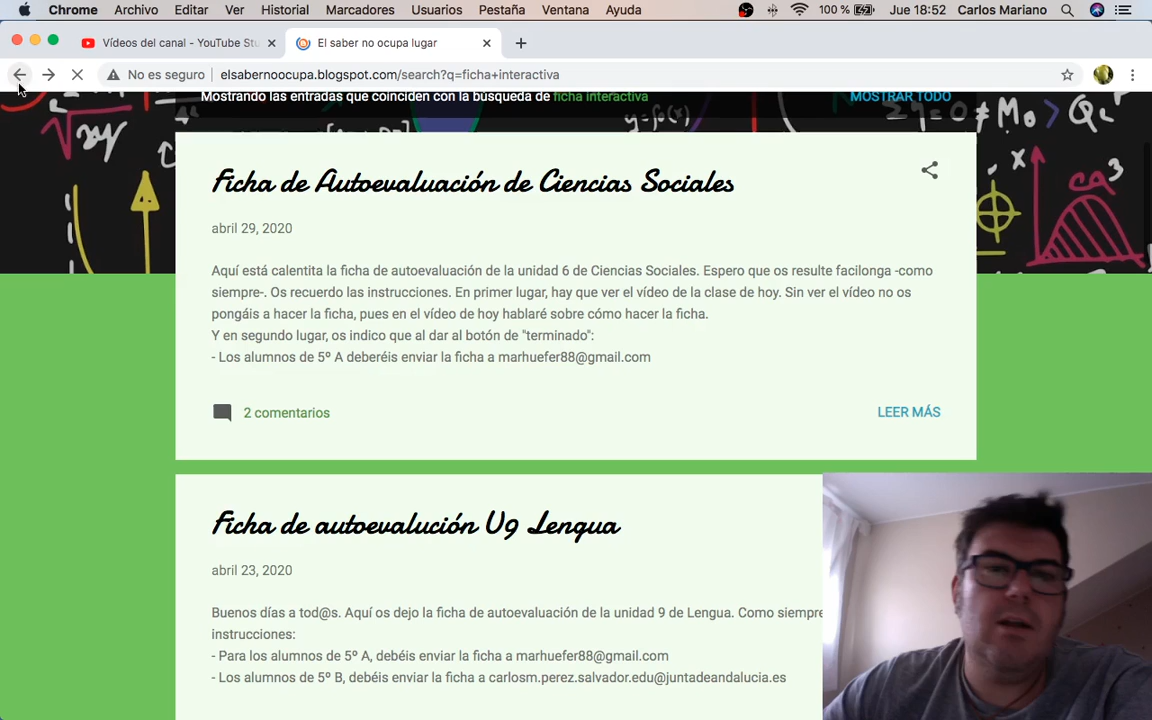 Chrome Archivo Editar Ver Historial Marcadores Usuarios Pestaña Ventana Ayuda 100 % Jue 18:52 Carlos Mariano
Vídeos del canal - YouTube Stu El saber no ocupa lugar
No es seguro elsabernoocupa.blogspot.com/search?q=ficha+interactiva
Mostrando las entradas que coinciden con la búsqueda de ficha interactiva MOSTRAR TODO
Ficha de Autoevaluación de Ciencias Sociales
abril 29, 2020
Aquí está calentita la ficha de autoevaluación de la unidad 6 de Ciencias Sociales. Espero que os resulte facilonga -como
siempre-. Os recuerdo las instrucciones. En primer lugar, hay que ver el vídeo de la clase de hoy. Sin ver el vídeo no os
pongáis a hacer la ficha, pues en el vídeo de hoy hablaré sobre cómo hacer la ficha.
Y en segundo lugar, os indico que al dar al botón de "terminado":
- Los alumnos de 5º A deberéis enviar la ficha a marhuefer88@gmail.com
2 comentarios LEER MÁS
Ficha de autoevalución U9 Lengua
abril 23, 2020
Buenos días a tod@s. Aquí os dejo la ficha de autoevaluación de la unidad 9 de Lengua. Como siempre
instrucciones:
- Para los alumnos de 5º A, debéis enviar la ficha a marhuefer88@gmail.com
- Los alumnos de 5º B, debéis enviar la ficha a carlosm.perez.salvador.edu@juntadeandalucia.es